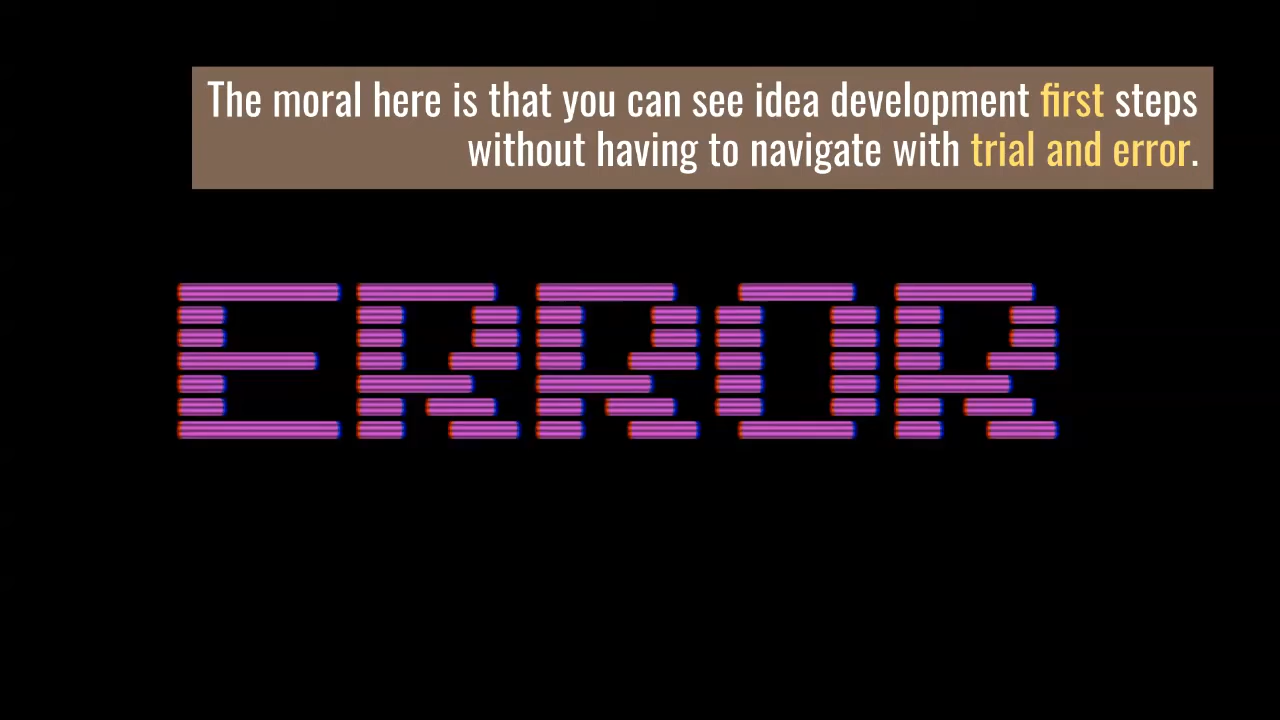 The moral here is that you can see idea development first steps
without having to navigate with trial and error.
ERROR